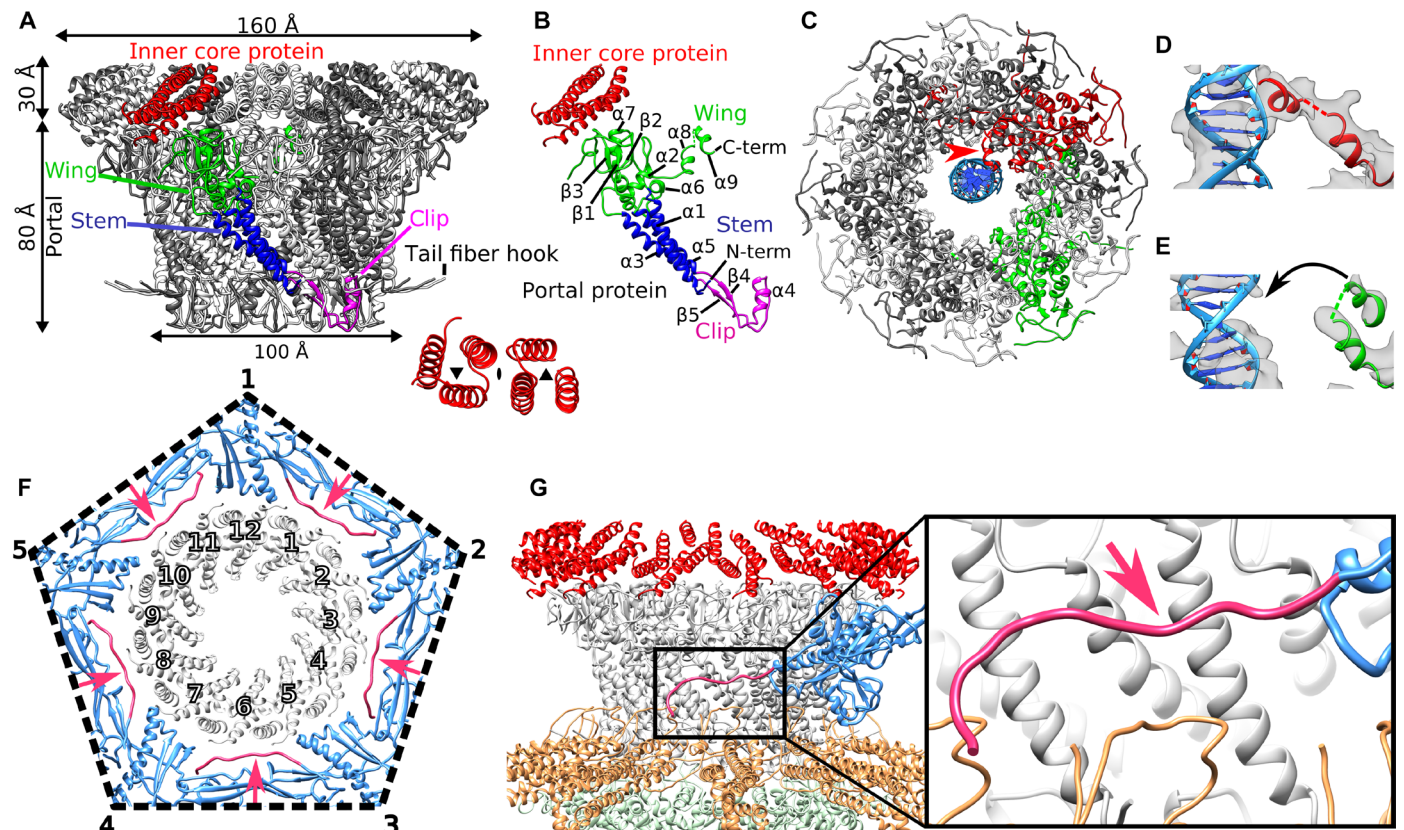 A
160 Å
Inner core protein
30 Å
80 Å
Portal
Wing
Stem
Clip
Tail fiber hook
100 Å
B
Inner core protein
α7
β2
α8
Wing
α2
C-term
β3
β1
α6
α9
α1
Stem
α5
N-term
α3
β4
Portal protein
α4
β5
Clip
C
D
E
F
1
2
3
4
5
12
1
2
3
4
5
6
7
8
9
10
11
G